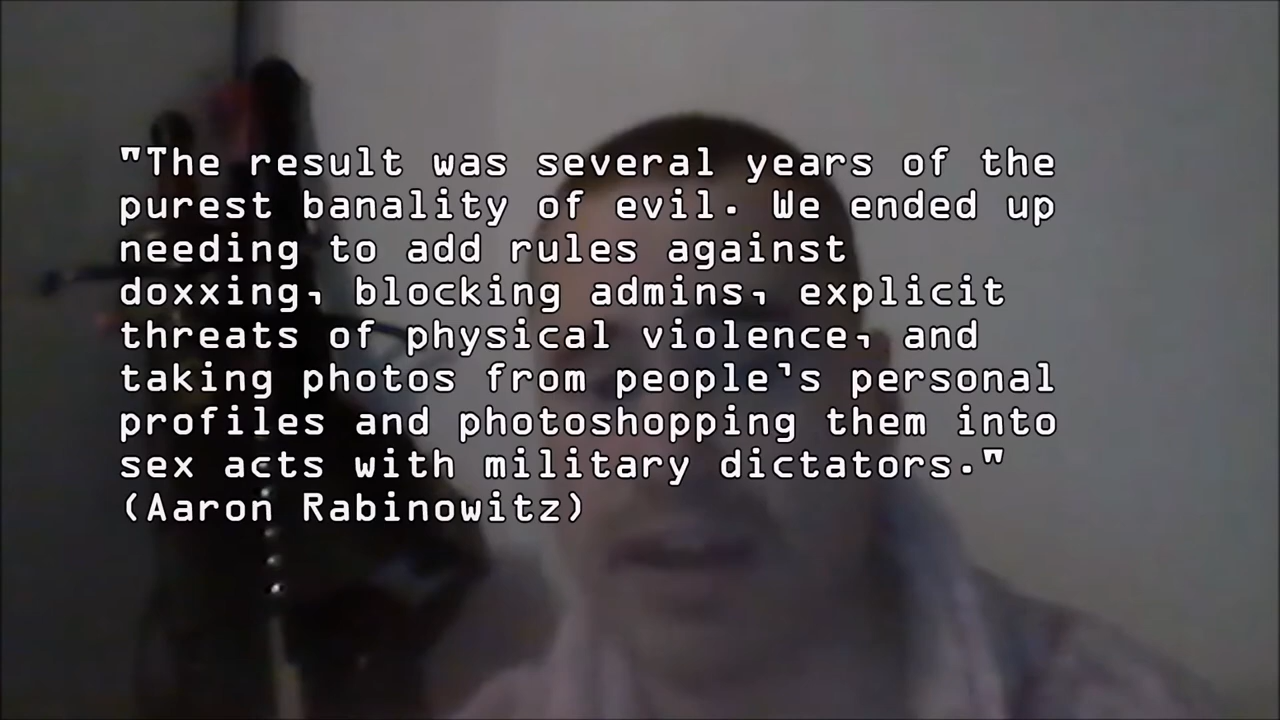 "The result was several years of the
purest banality of evil. We ended up
needing to add rules against
doxxing, blocking admins, explicit
threats of physical violence, and
taking photos from people's personal
profiles and photoshopping them into
sex acts with military dictators."
(Aaron Rabinowitz)